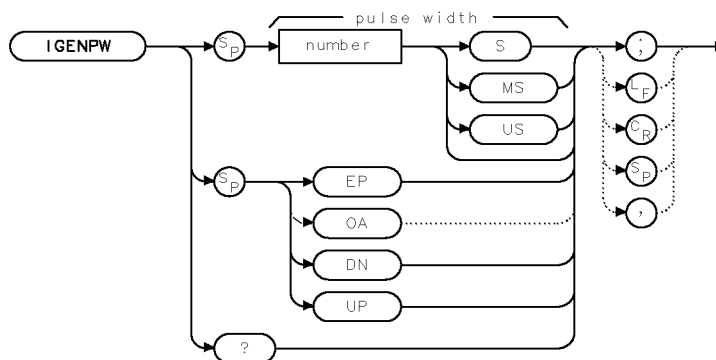 pulse width
IGENPW
SP
number
S
;
MS
LF
US
CR
SP
EP
SP
OA
,
DN
UP
?